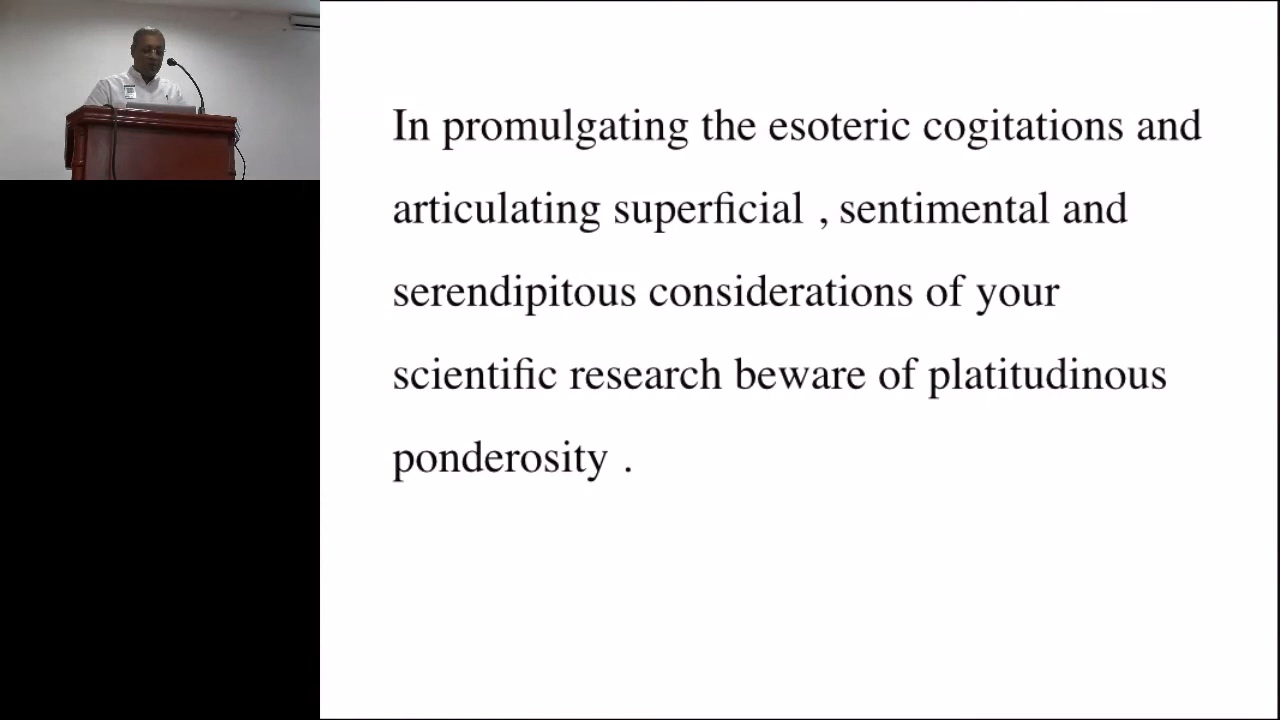 In promulgating the esoteric cogitations and
articulating superficial , sentimental and
serendipitous considerations of your
scientific research beware of platitudinous
ponderosity .